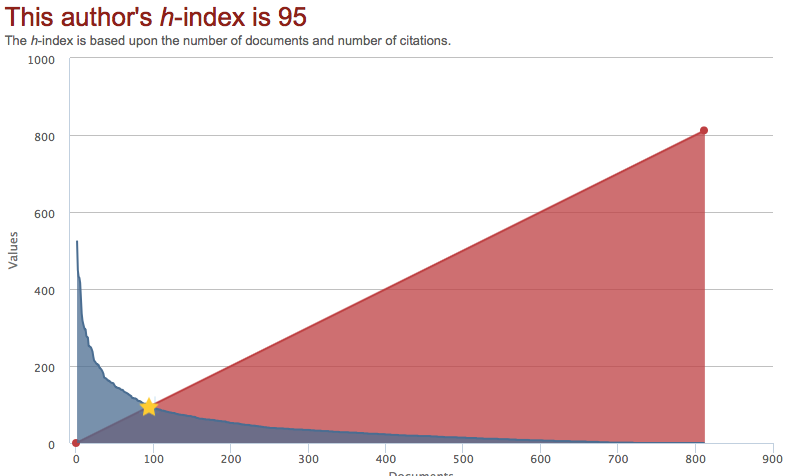 This author's h-index is 95
The h-index is based upon the number of documents and number of citations.
1000
800
600
400
200
0
Values
0 100 200 300 400 500 600 700 800 900
Documents